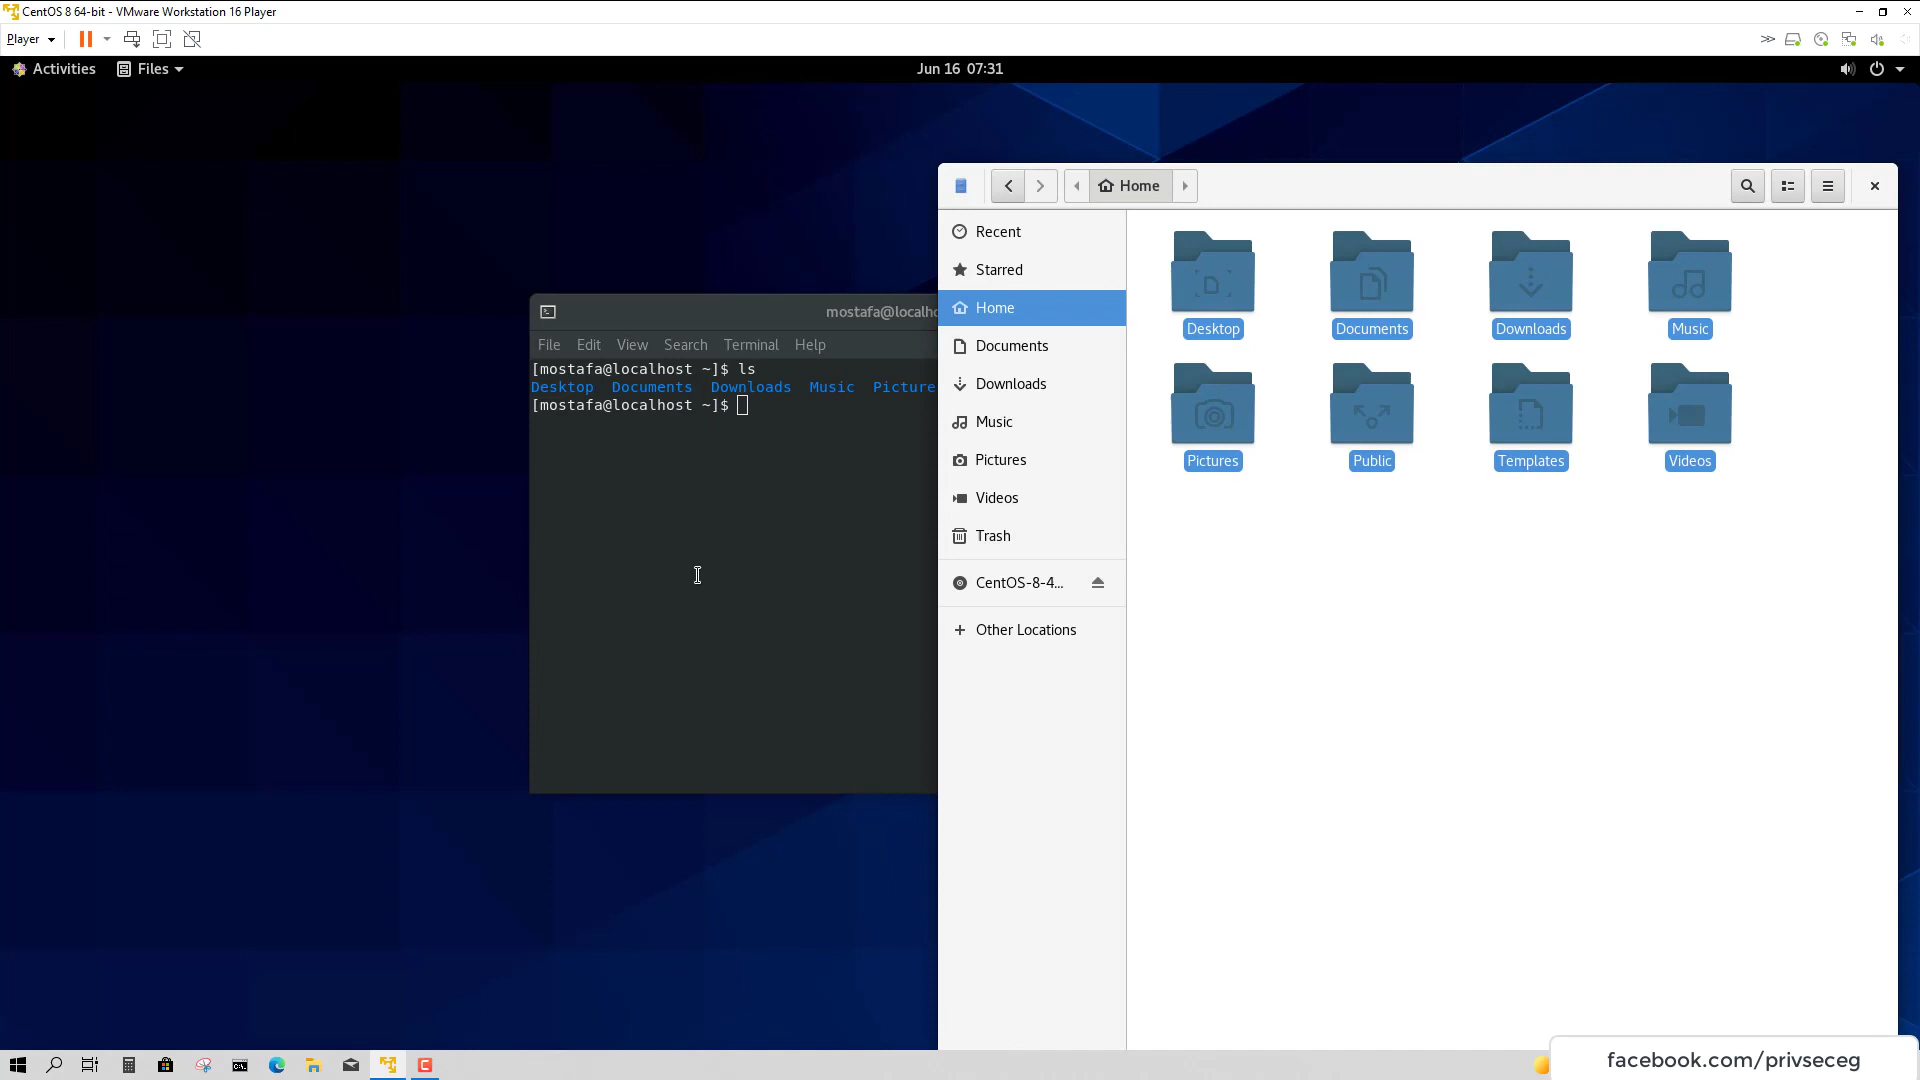 CentOS 8 64-bit - VMware Workstation 16 Player
Player
Activities
Files
Jun 16 07:31
Home
Recent
Starred
Home
Documents
Downloads
Music
Pictures
Videos
Trash
CentOS-8-4...
Other Locations
Desktop
Documents
Downloads
Music
Pictures
Public
Templates
Videos
mostafa@localho
File Edit View Search Terminal Help
[mostafa@localhost ~]$ ls
Desktop Documents Downloads Music Picture
[mostafa@localhost ~]$
facebook.com/privseceg